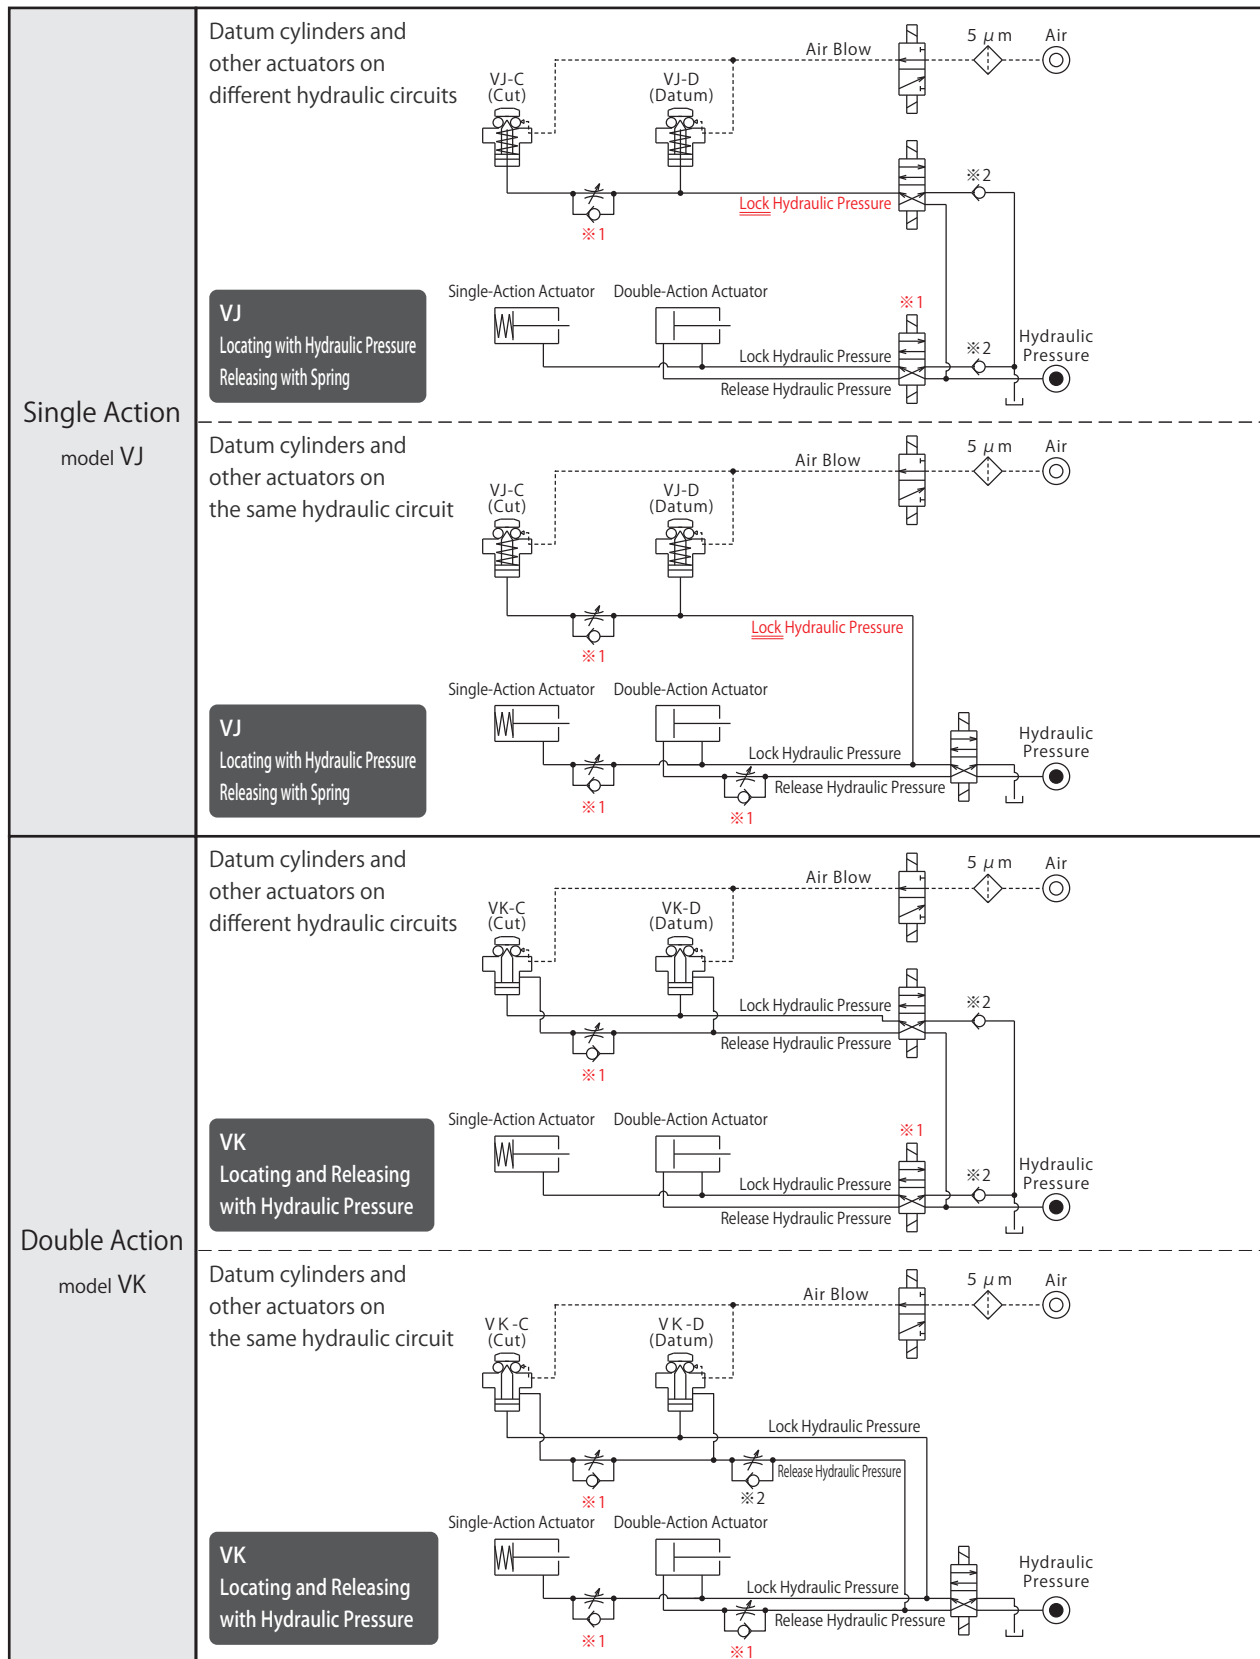 Single Action
model VJ
Datum cylinders and
other actuators on
different hydraulic circuits
Air Blow
5 μm
Air
VJ-C
(Cut)
VJ-D
(Datum)
※2
Lock Hydraulic Pressure
※1
VJ
Locating with Hydraulic Pressure
Releasing with Spring
Single-Action Actuator
Double-Action Actuator
※1
※2
Hydraulic
Pressure
Lock Hydraulic Pressure
Release Hydraulic Pressure
Datum cylinders and
other actuators on
the same hydraulic circuit
Air Blow
5 μm
Air
VJ-C
(Cut)
VJ-D
(Datum)
Lock Hydraulic Pressure
※1
VJ
Locating with Hydraulic Pressure
Releasing with Spring
Single-Action Actuator
Double-Action Actuator
Hydraulic
Pressure
Lock Hydraulic Pressure
Release Hydraulic Pressure
※1
※1
Double Action
model VK
Datum cylinders and
other actuators on
different hydraulic circuits
Air Blow
5 μm
Air
VK-C
(Cut)
VK-D
(Datum)
Lock Hydraulic Pressure
※2
Release Hydraulic Pressure
※1
VK
Locating and Releasing
with Hydraulic Pressure
Single-Action Actuator
Double-Action Actuator
※1
※2
Hydraulic
Pressure
Lock Hydraulic Pressure
Release Hydraulic Pressure
Datum cylinders and
other actuators on
the same hydraulic circuit
Air Blow
5 μm
Air
VK-C
(Cut)
VK-D
(Datum)
Lock Hydraulic Pressure
Release Hydraulic Pressure
※1
※2
VK
Locating and Releasing
with Hydraulic Pressure
Single-Action Actuator
Double-Action Actuator
Hydraulic
Pressure
Lock Hydraulic Pressure
Release Hydraulic Pressure
※1
※1